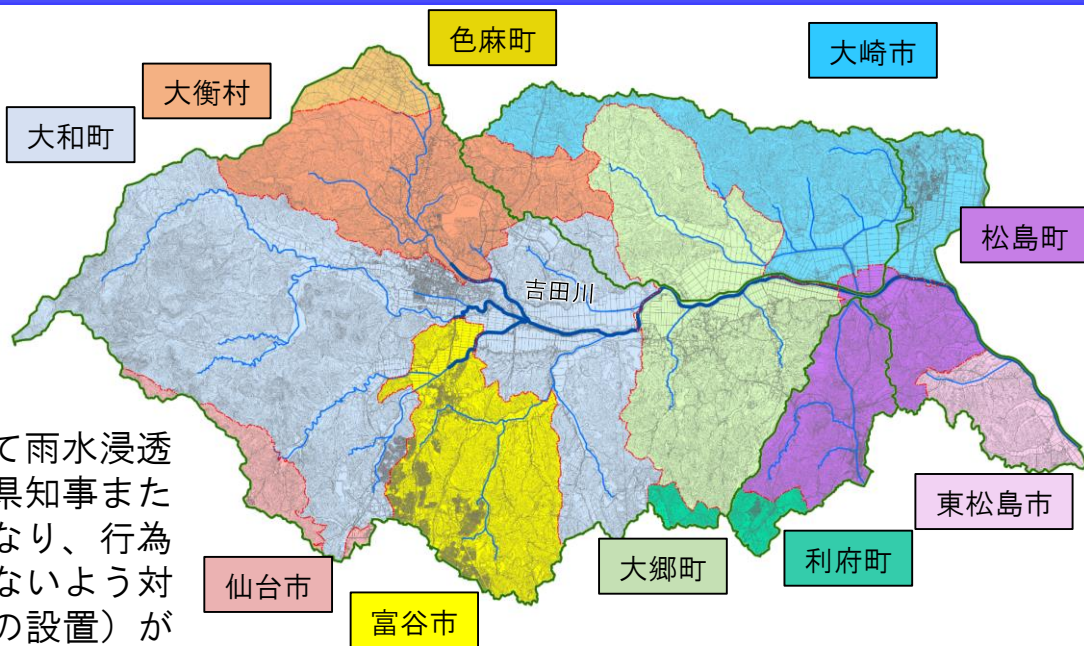 色麻町
大崎市
大衡村
大和町
松島町
吉田川
て雨水浸透
県知事また
なり、行為
ないよう対
の設置）が
東松島市
利府町
大郷町
仙台市
富谷市